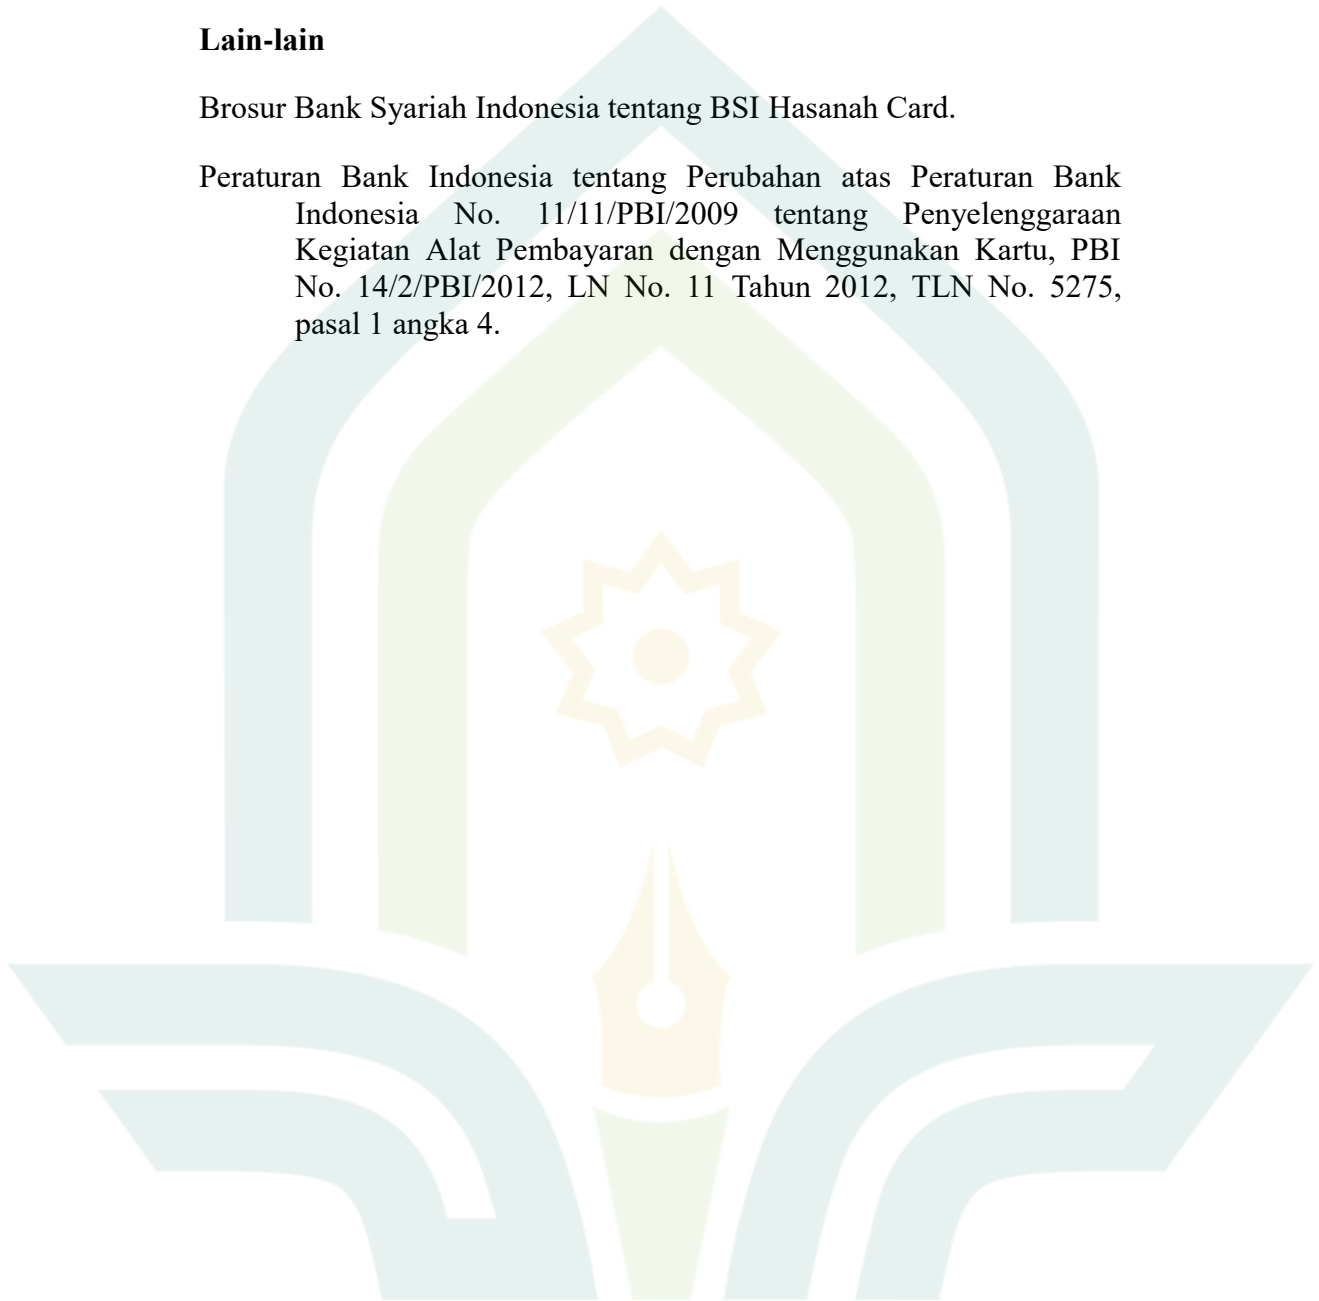 Lain-lain
Brosur Bank Syariah Indonesia tentang BSI Hasanah Card.
Peraturan Bank Indonesia tentang Perubahan atas Peraturan Bank
Indonesia No. 11/11/PBI/2009 tentang Penyelenggaraan
Kegiatan Alat Pembayaran dengan Menggunakan Kartu, PBI
No. 14/2/PBI/2012, LN No. 11 Tahun 2012, TLN No. 5275,
pasal 1 angka 4.